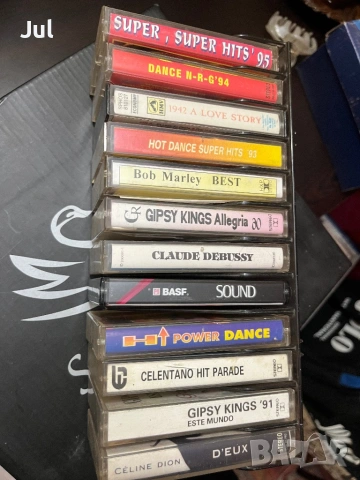 Jul
SUPER, SUPER HITS' 95
DANCE N-R-G'94
1942 A LOVE STORY
HOT DANCE SUPER HITS 93
Bob Marley BEST
GIPSY KINGS Allegria
CLAUDE DEBUSSY
BASF SOUND
POWER DANCE
CELENTANO HIT PARADE
GIPSY KINGS '91
ESTE MUNDO
CÉLINE DION D'EUX
bazar